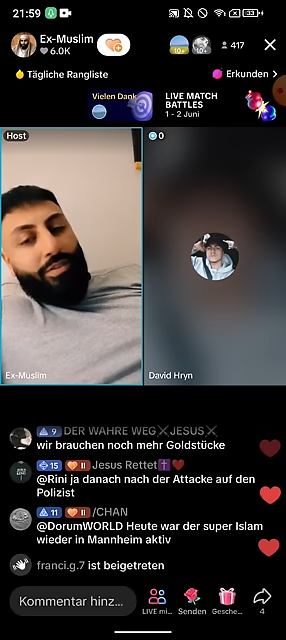 21:59
Ex-Muslim
6.0K
10+
10+
417
Tägliche Rangliste
Erkunden >
Vielen Dank
LIVE MATCH
BATTLES
1 - 2 Juni
Host
0
Ex-Muslim
David Hryn
9 DER WAHRE WEG⚔JESUS⚔
wir brauchen noch mehr Goldstücke
15 II Jesus Rettet✝️❤️
@Rini ja danach nach der Attacke auf den
Polizist
11 II /CHAN
@DorumWORLD Heute war der super Islam
wieder in Mannheim aktiv
franci.g.7 ist beigetreten
Kommentar hinz...
LIVE mi...
Senden
Gesche...
4